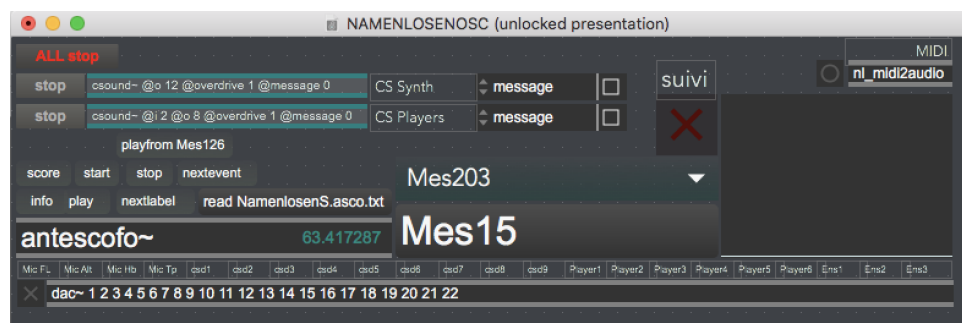 NAMENLOSENOSC (unlocked presentation)
ALL stop
MIDI
stop csound~ @o 12 @overdrive 1 @message 0 CS Synth message suivi nl_midi2audio
stop csound~ @i 2 @o 8 @overdrive 1 @message 0 CS Players message
playfrom Mes126
score start stop nextevent Mes203
info play nextlabel read NamenlosenS.asco.txt
antescofo~ 63.417287 Mes15
Mic FL Mic Alt Mic Hb Mic Tp csd1 csd2 csd3 csd4 csd5 csd6 csd7 csd8 csd9 Player1 Player2 Player3 Player4 Player5 Player6 Ens1 Ens2 Ens3
dac~ 1 2 3 4 5 6 7 8 9 10 11 12 13 14 15 16 17 18 19 20 21 22